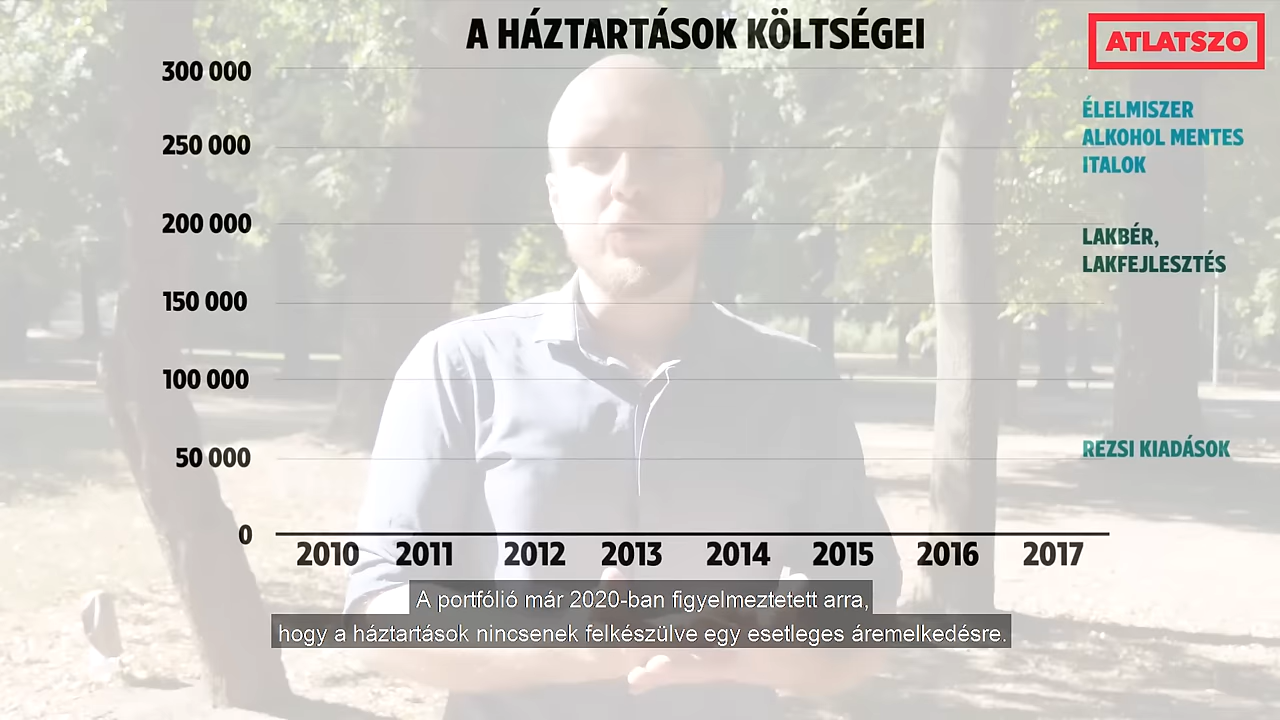 A HÁZTARTÁSOK KÖLTSÉGEI
ATLATSZO
300 000
250 000
200 000
150 000
100 000
50 000
0
ÉLELMISZER
ALKOHOL MENTES
ITALOK
LAKBÉR,
LAKFEJLESZTÉS
REZSI KIADÁSOK
2010 2011 2012 2013 2014 2015 2016 2017
A portfólió már 2020-ban figyelmeztetett arra,
hogy a háztartások nincsenek felkészülve egy esetleges áremelkedésre.